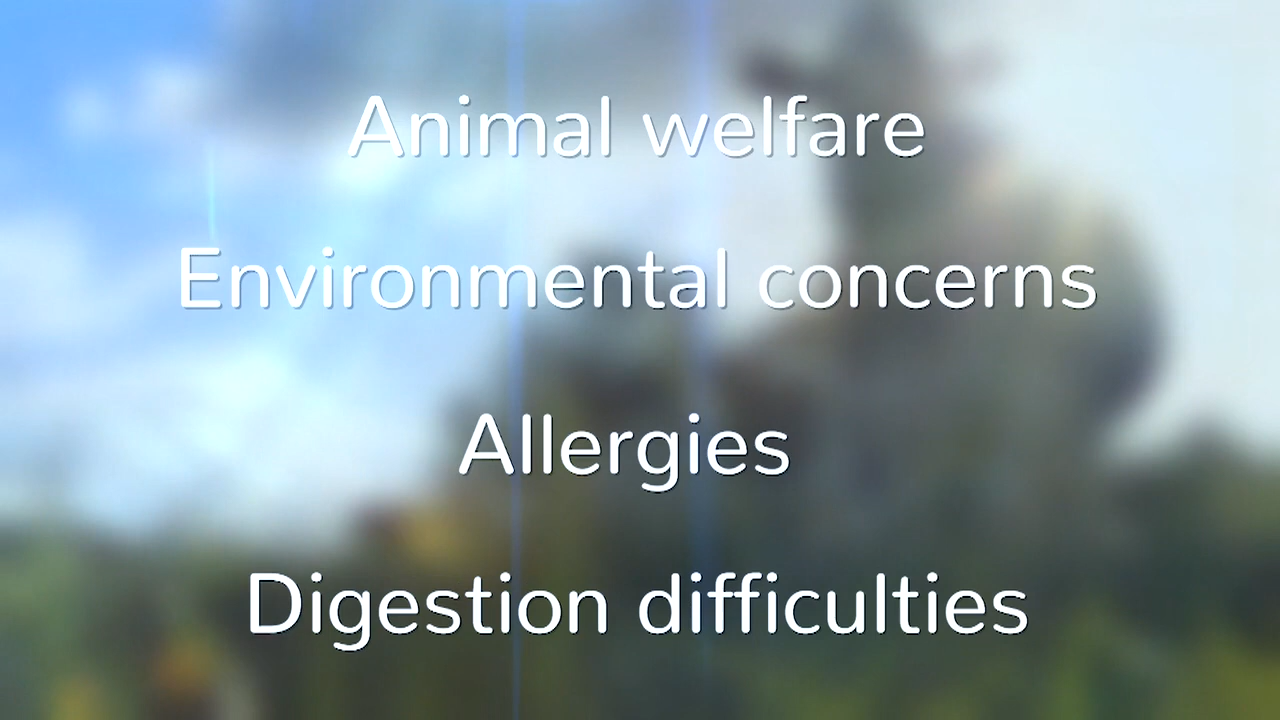 Animal welfare
Environmental concerns
Allergies
Digestion difficulties